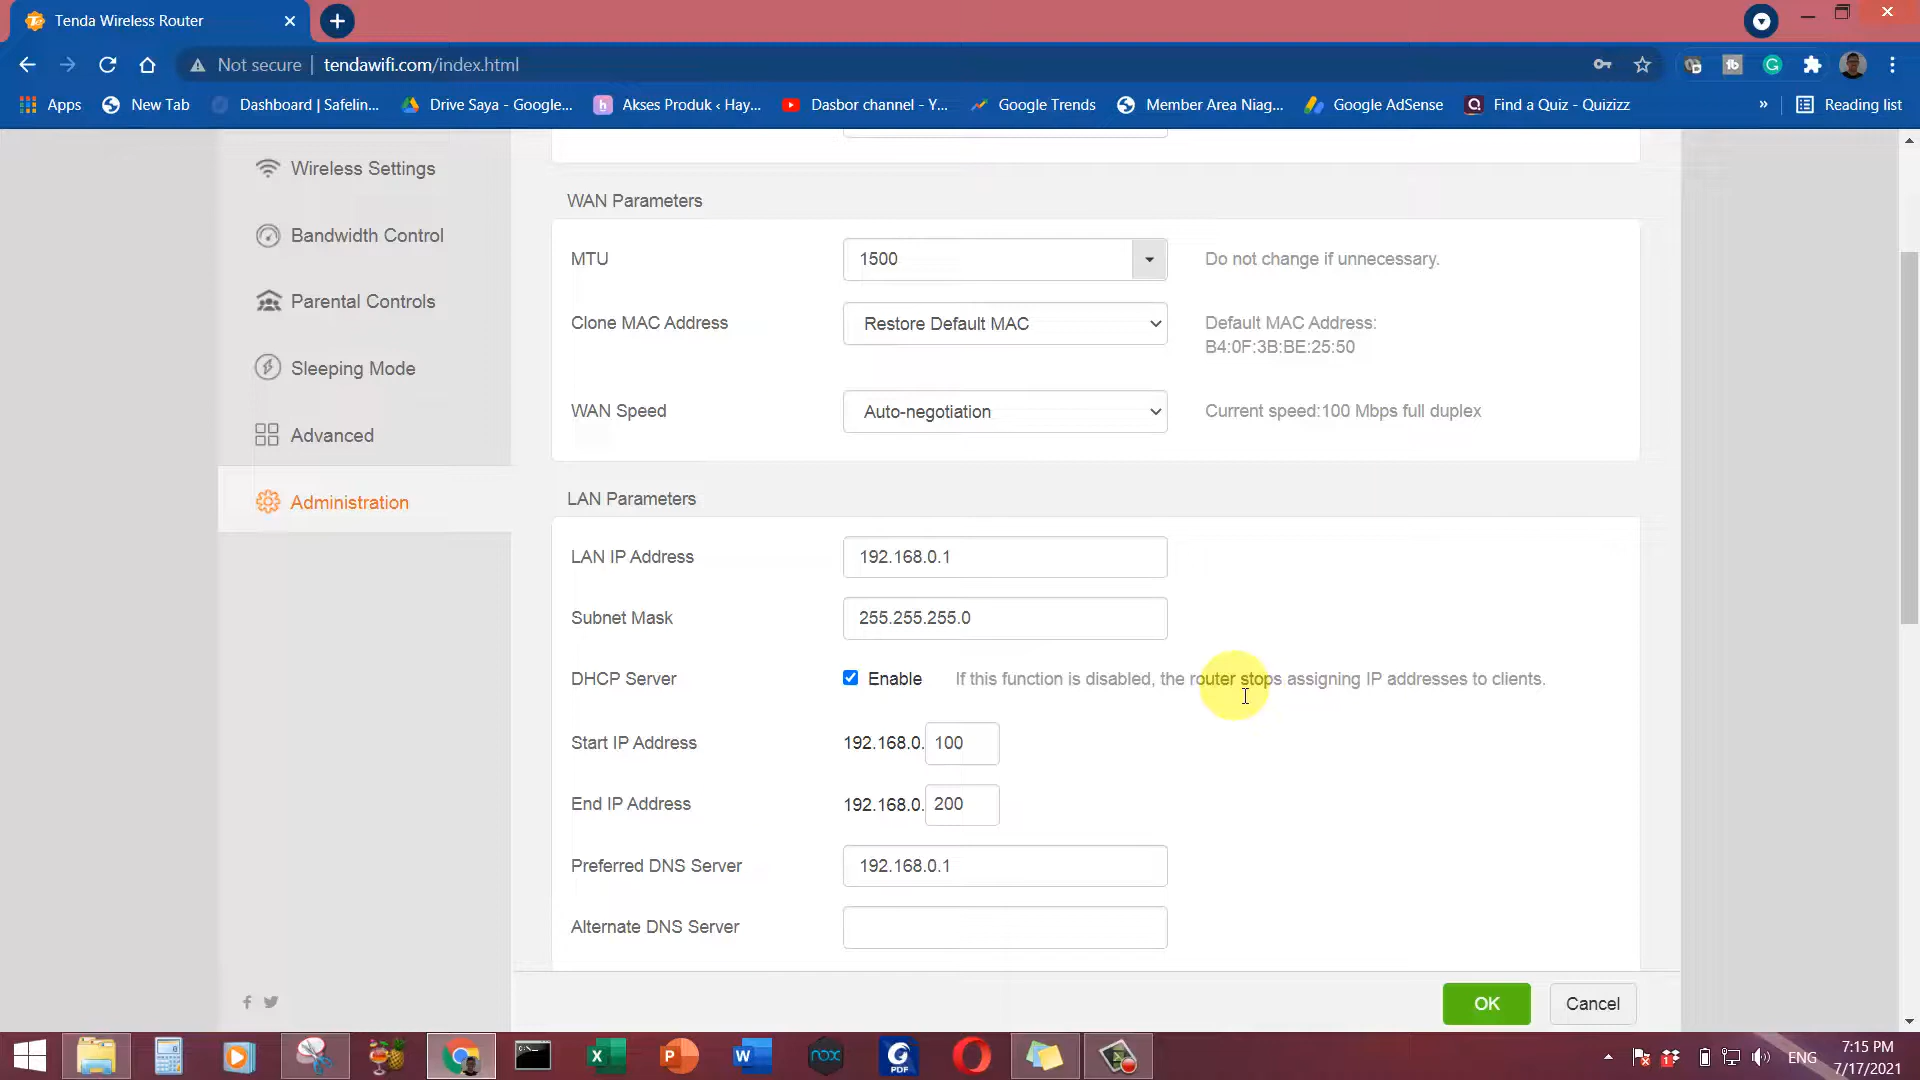 Tenda Wireless Router
Not secure | tendawifi.com/index.html
Apps New Tab Dashboard | Safelin... Drive Saya - Google... Akses Produk ‹ Hay... Dasbor channel - Y... Google Trends Member Area Niag... Google AdSense Find a Quiz - Quizizz » Reading list
Wireless Settings
Bandwidth Control
Parental Controls
Sleeping Mode
Advanced
Administration
WAN Parameters
MTU 1500 Do not change if unnecessary.
Clone MAC Address Restore Default MAC Default MAC Address:
B4:0F:3B:BE:25:50
WAN Speed Auto-negotiation Current speed:100 Mbps full duplex
LAN Parameters
LAN IP Address 192.168.0.1
Subnet Mask 255.255.255.0
DHCP Server Enable If this function is disabled, the router stops assigning IP addresses to clients.
Start IP Address 192.168.0. 100
End IP Address 192.168.0. 200
Preferred DNS Server 192.168.0.1
Alternate DNS Server
OK Cancel
ENG
7:15 PM
7/17/2021